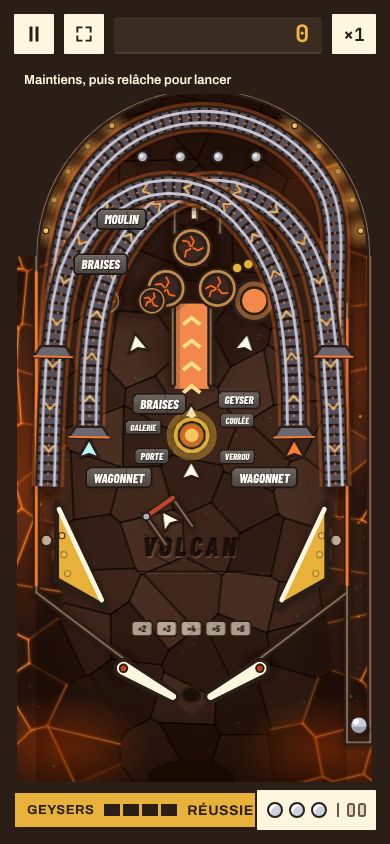 0
×1
Maintiens, puis relâche pour lancer
MOULIN
BRAISES
BRAISES
GEYSER
GALERIE
COULÉE
PORTE
VERROU
WAGONNET
WAGONNET
VOLCAN
×2 ×3 ×4 ×5 ×6
GEYSERS
RÉUSSIE
00